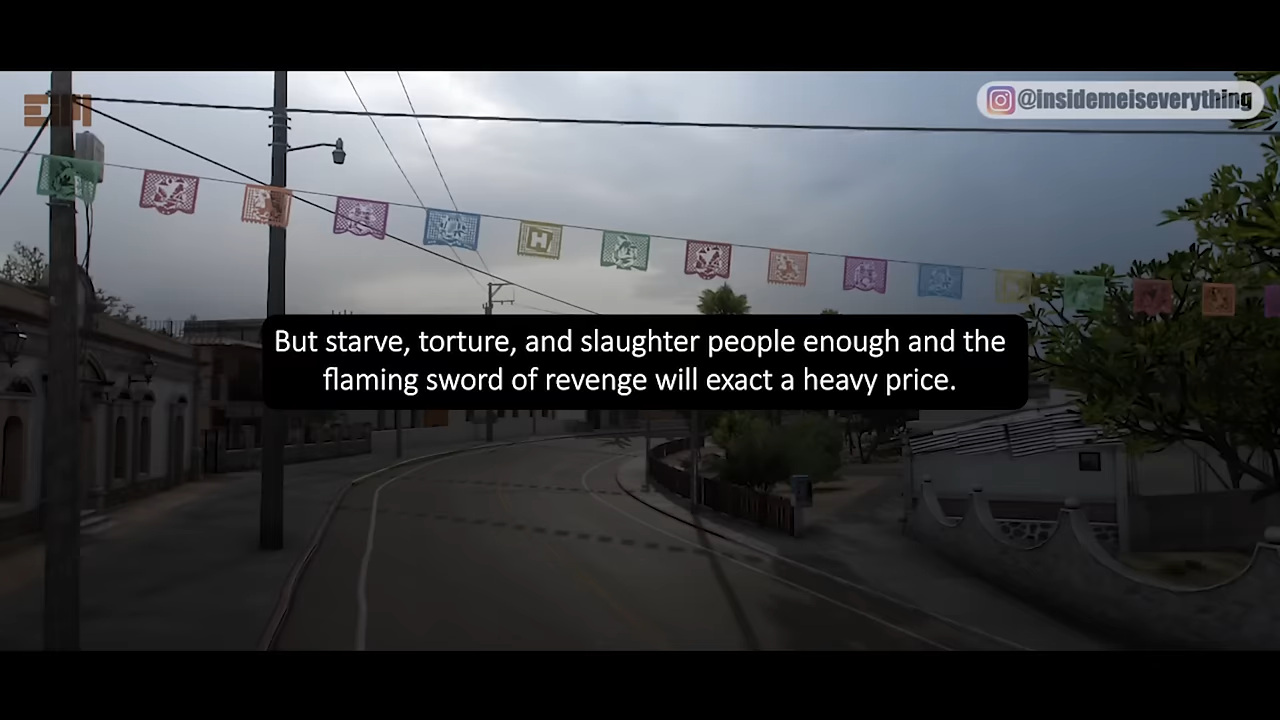 @insidemeiseverything
H
But starve, torture, and slaughter people enough and the
flaming sword of revenge will exact a heavy price.